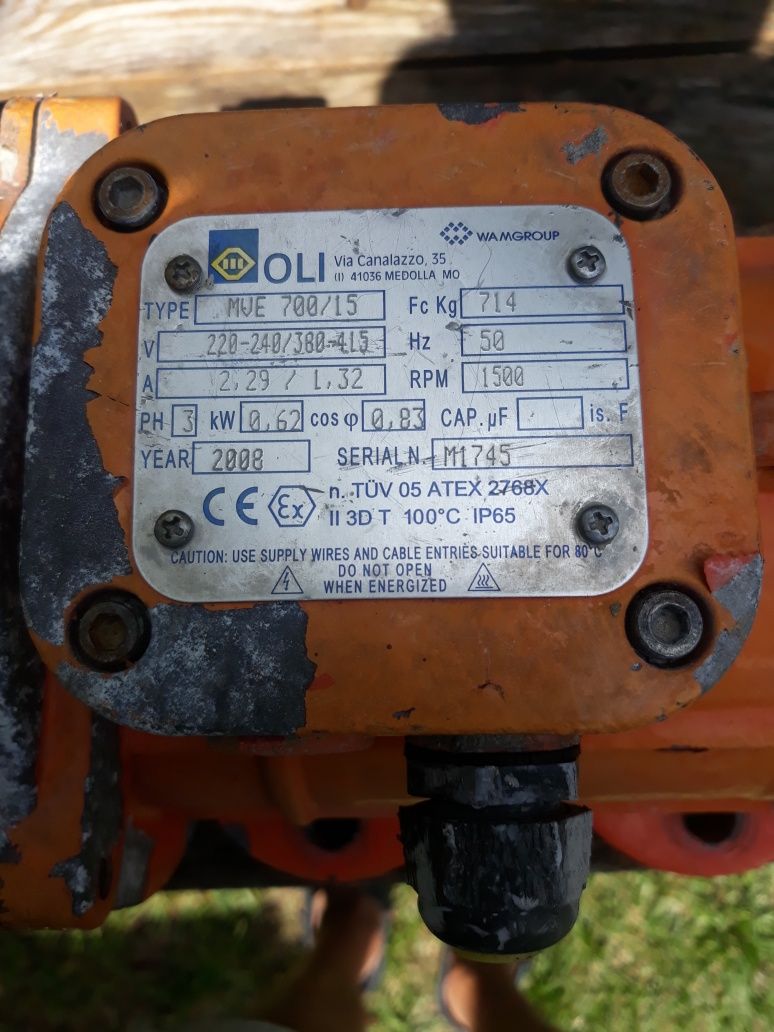 OLI Via Canalazzo, 35 WAMGROUP
(I) 41036 MEDOLLA MO
TYPE MVE 700/15 Fc Kg 714
V 220-240/380-415 Hz 50
A 2,29 / 1,32 RPM 1500
PH 3 kW 0,62 cos φ 0,83 CAP. µF is. F
YEAR 2008 SERIAL N. M1745
CE Ex n. TÜV 05 ATEX 2768X
II 3D T 100°C IP65
CAUTION: USE SUPPLY WIRES AND CABLE ENTRIES SUITABLE FOR 80°C
DO NOT OPEN
WHEN ENERGIZED